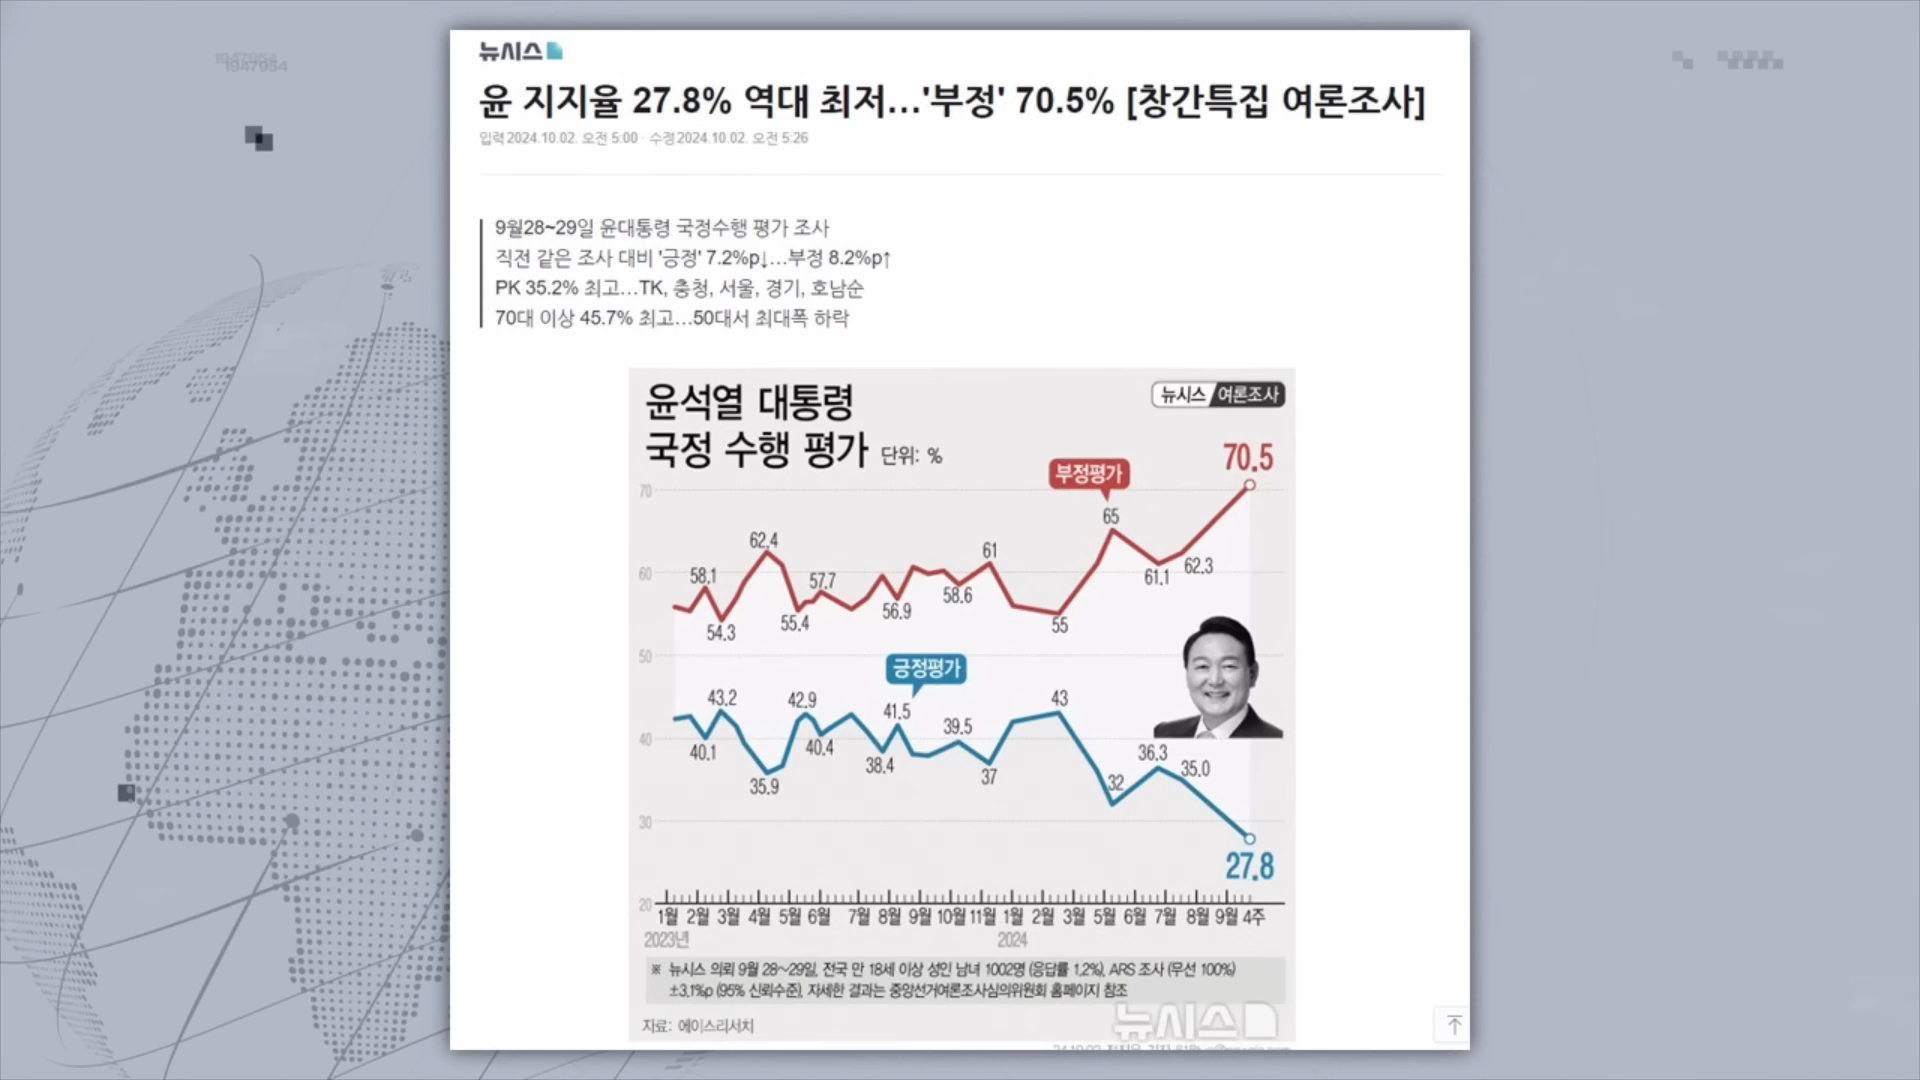 1947954
뉴시스
윤 지지율 27.8% 역대 최저...'부정' 70.5% [창간특집 여론조사]
입력 2024.10.02. 오전 5:00 · 수정 2024.10.02. 오전 5:26
9월28~29일 윤대통령 국정수행 평가 조사
직전 같은 조사 대비 '긍정' 7.2%p↓...부정 8.2%p↑
PK 35.2% 최고...TK, 충청, 서울, 경기, 호남순
70대 이상 45.7% 최고...50대서 최대폭 하락
윤석열 대통령
국정 수행 평가 단위: %
뉴시스 여론조사
부정평가
70.5
70
65
62.4
61
60
58.1
57.7
58.6
61.1
62.3
54.3
55.4
56.9
55
50
긍정평가
43.2
42.9
41.5
39.5
43
40
40.1
35.9
40.4
38.4
37
32
36.3
35.0
30
27.8
20
1월 2월 3월 4월 5월 6월 7월 8월 9월 10월 11월 1월 2월 3월 5월 6월 7월 8월 9월 4주
2023년 2024
※ 뉴시스 의뢰 9월 28~29일, 전국 만 18세 이상 성인 남녀 1002명 (응답률 1.2%), ARS 조사 (무선 100%)
±3.1%p (95% 신뢰수준), 자세한 결과는 중앙선거여론조사심의위원회 홈페이지 참조
자료: 에이스리서치
뉴시스